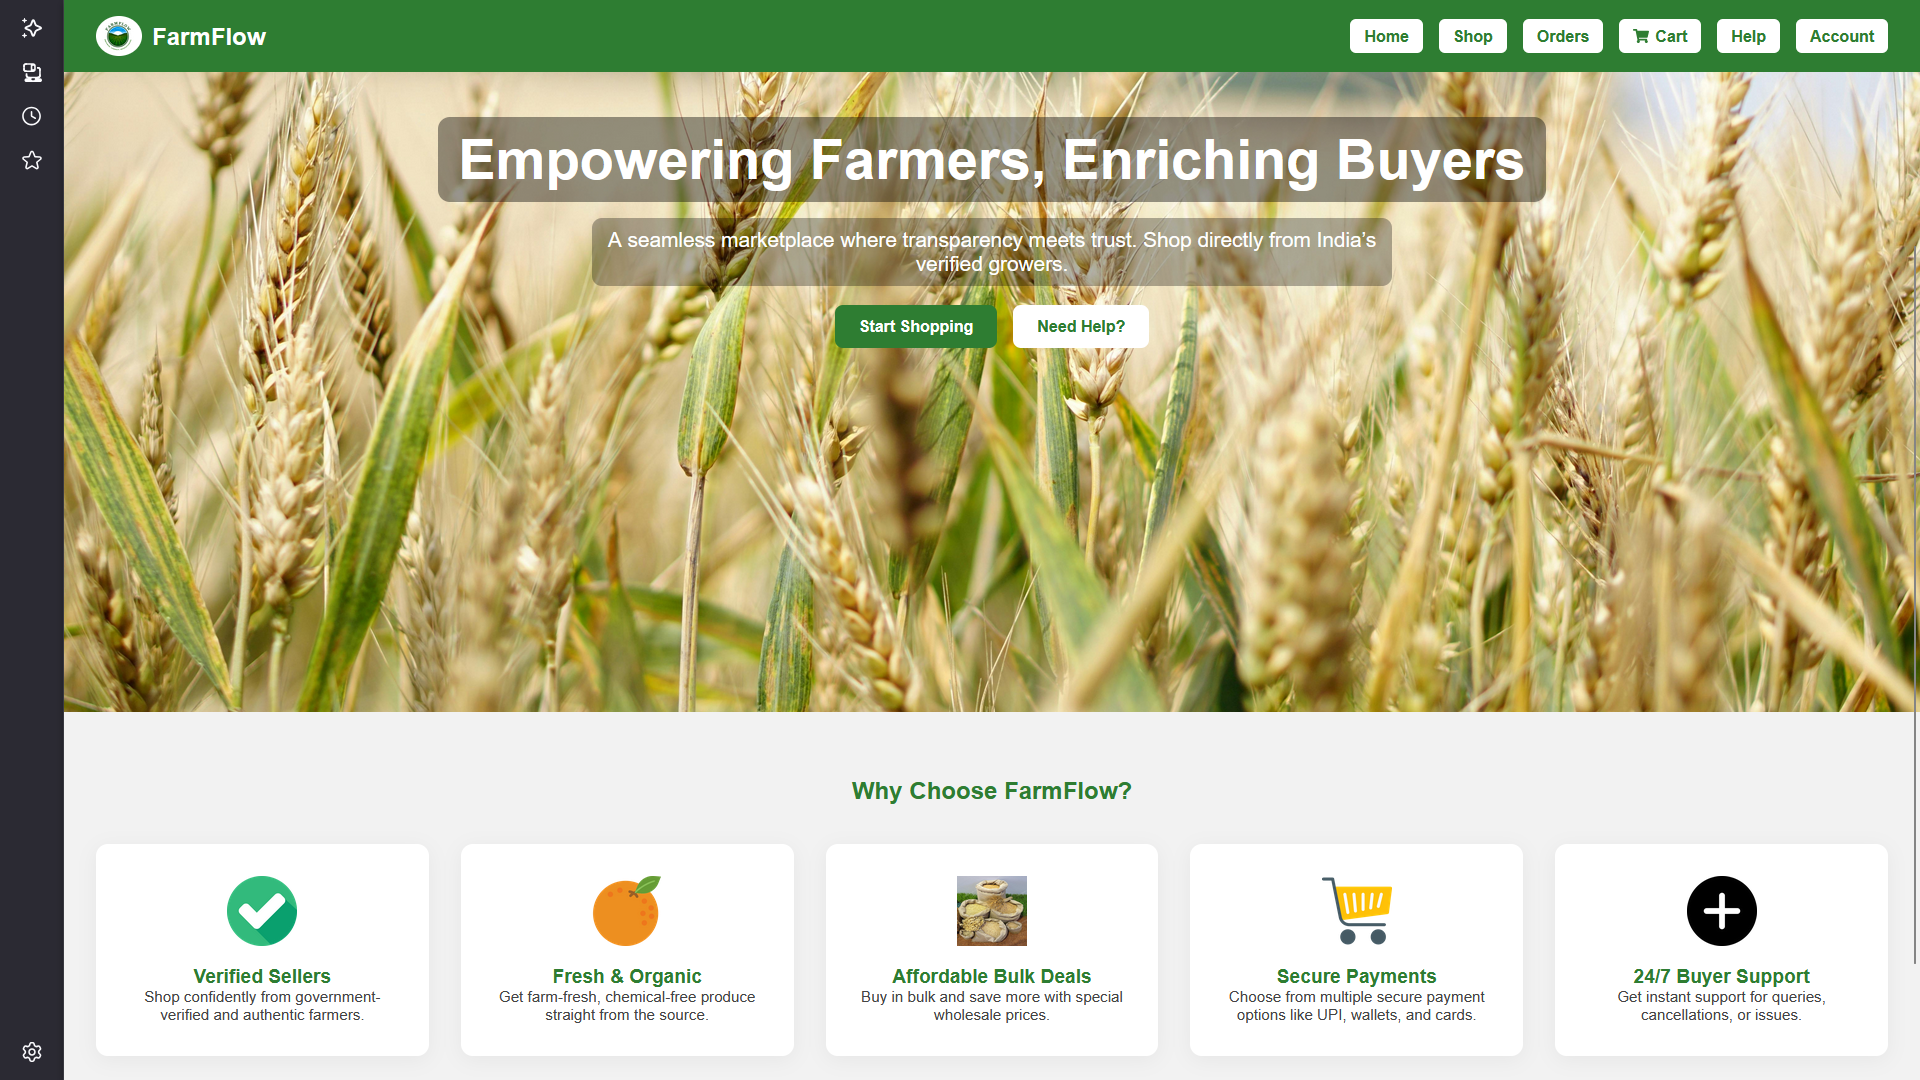 FarmFlow
Home
Shop
Orders
Cart
Help
Account
Empowering Farmers, Enriching Buyers
A seamless marketplace where transparency meets trust. Shop directly from India’s
verified growers.
Start Shopping
Need Help?
Why Choose FarmFlow?
Verified Sellers
Shop confidently from government-
verified and authentic farmers.
Fresh & Organic
Get farm-fresh, chemical-free produce
straight from the source.
Affordable Bulk Deals
Buy in bulk and save more with special
wholesale prices.
Secure Payments
Choose from multiple secure payment
options like UPI, wallets, and cards.
24/7 Buyer Support
Get instant support for queries,
cancellations, or issues.